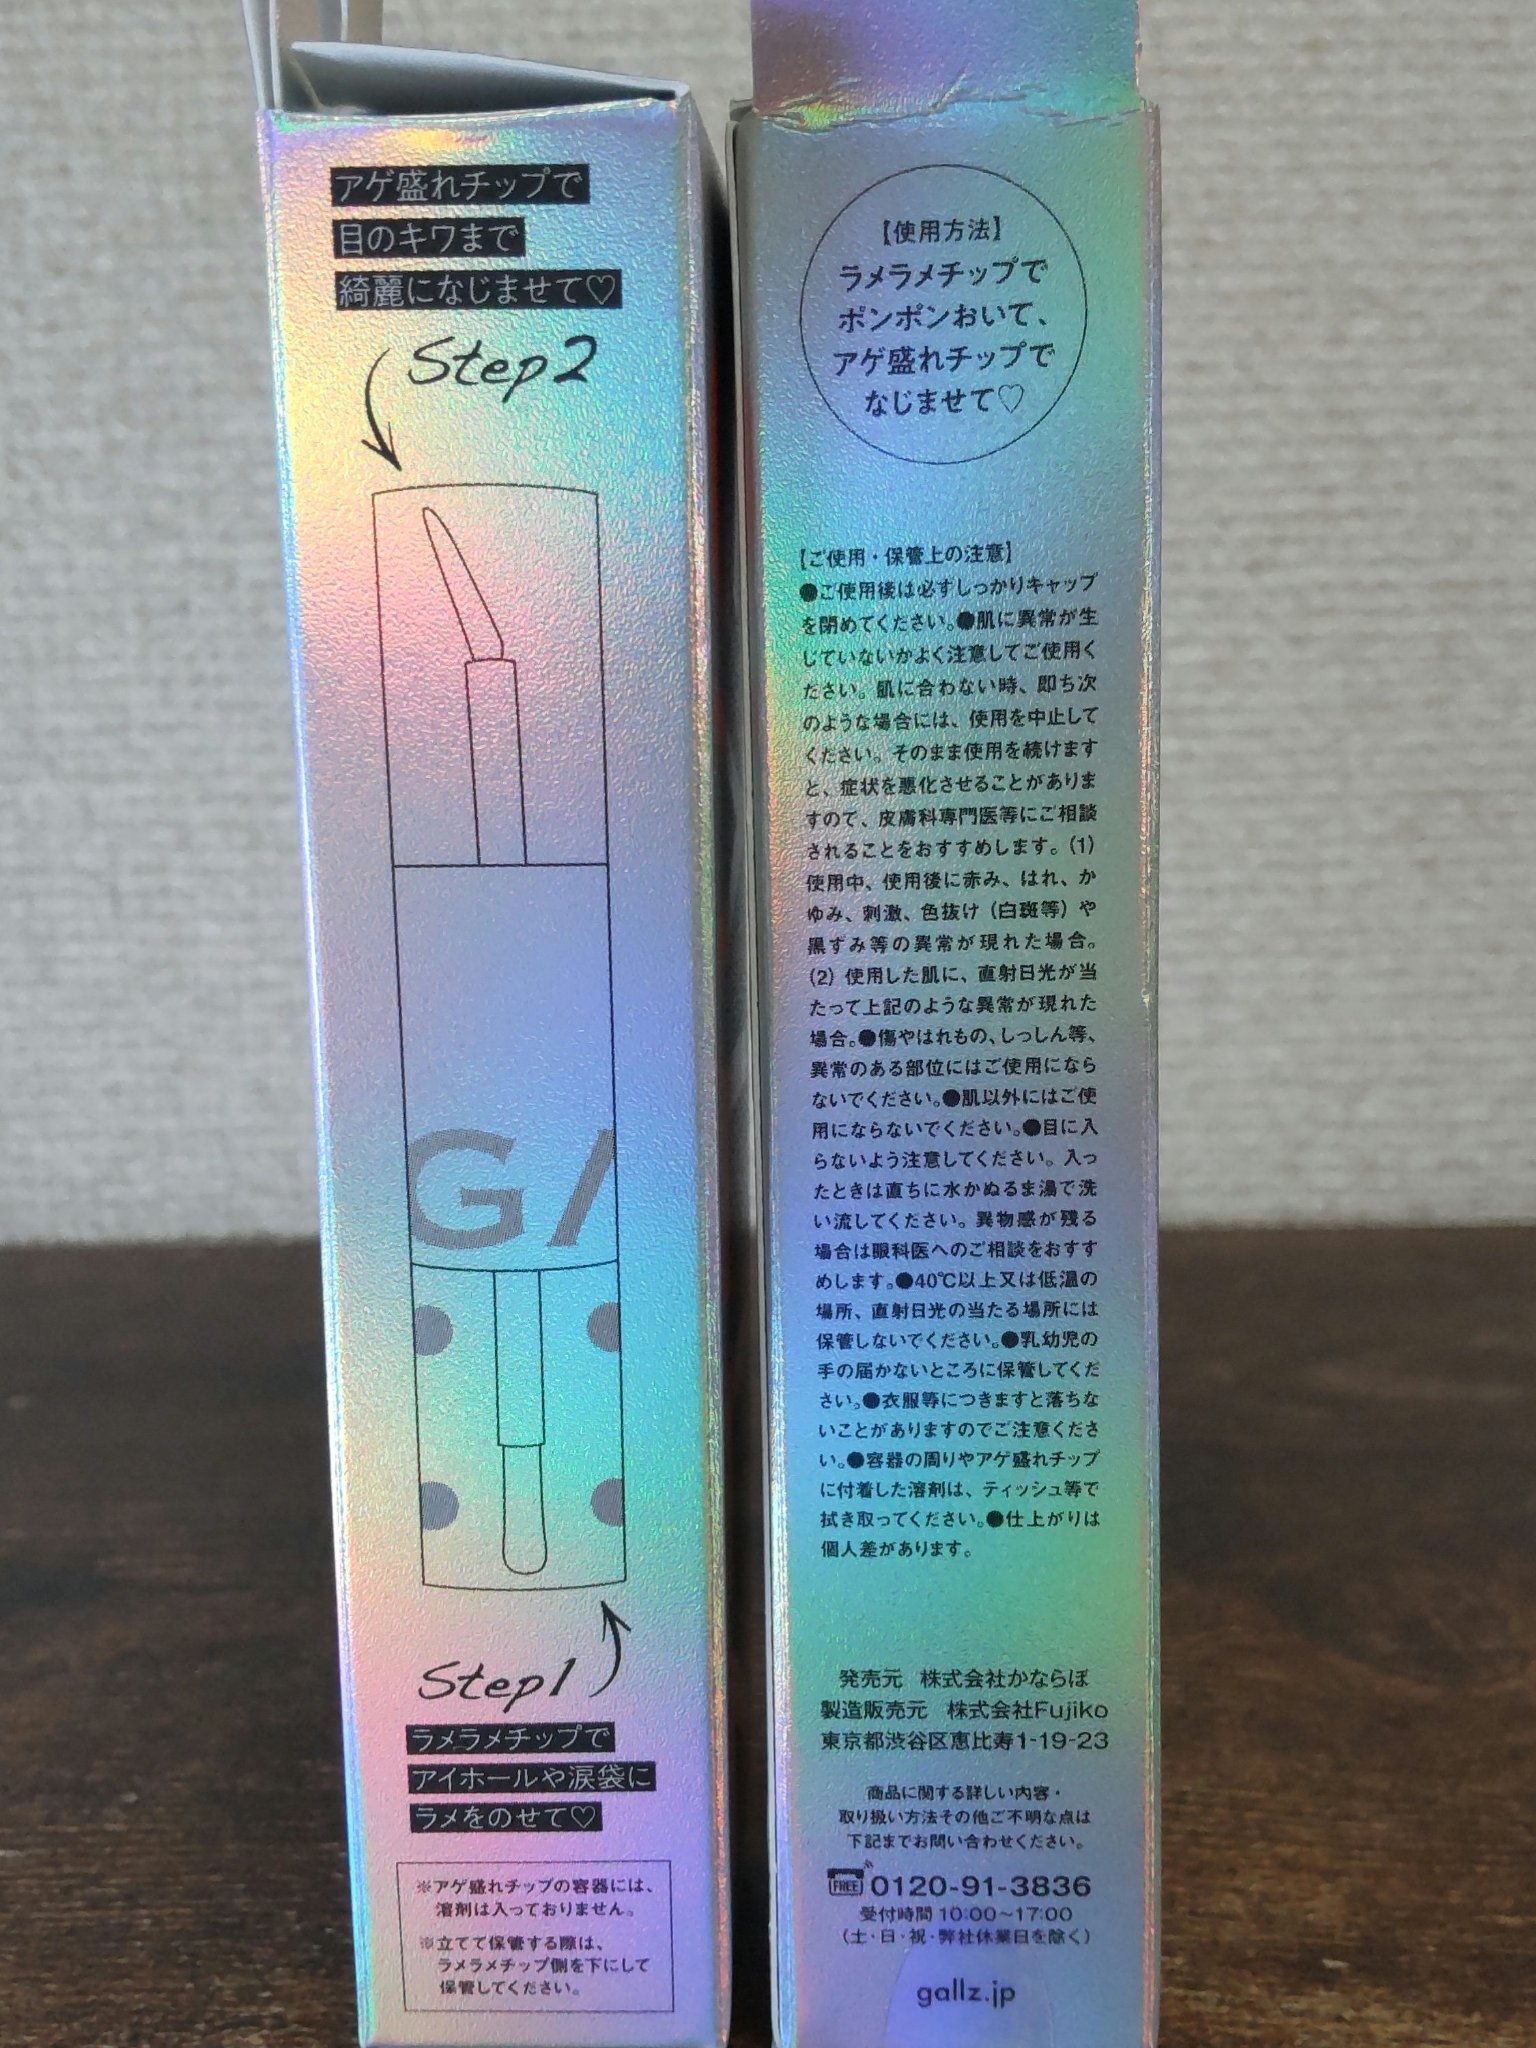 アゲ盛れチップで
目のキワまで
綺麗になじませて♡
Step2
GA
Step1
ラメラメチップで
アイホールや涙袋に
ラメをのせて♡
※アゲ盛れチップの容器には、
溶剤は入っておりません。
※立てて保管する際は、
ラメラメチップ側を下にして
保管してください。
【使用方法】
ラメラメチップで
ポンポンおいて、
アゲ盛れチップで
なじませて♡
【ご使用・保管上の注意】
●ご使用後は必ずしっかりキャップ
を閉めてください。●肌に異常が生
じていないかよく注意してご使用く
ださい。肌に合わない時、即ち次
のような場合には、使用を中止して
ください。そのまま使用を続けます
と、症状を悪化させることがありま
すので、皮膚科専門医等にご相談
されることをおすすめします。(1)
使用中、使用後に赤み、はれ、か
ゆみ、刺激、色抜け(白斑等)や
黒ずみ等の異常が現れた場合。
(2)使用した肌に、直射日光が当
たって上記のような異常が現れた
場合。●傷やはれもの、しっしん等、
異常のある部位にはご使用になら
ないでください。●肌以外にはご使
用にならないでください。●目に入
らないよう注意してください。入っ
たときは直ちに水かぬるま湯で洗
い流してください。異物感が残る
場合は眼科医へのご相談をおすす
めします。●40℃以上又は低温の
場所、直射日光の当たる場所には
保管しないでください。●乳幼児の
手の届かないところに保管してくだ
さい。●衣服等につきますと落ちな
いことがありますのでご注意くださ
い。●容器の周りやアゲ盛れチップ
に付着した溶剤は、ティッシュ等で
拭き取ってください。●仕上がりは
個人差があります。
発売元 株式会社かならぼ
製造販売元 株式会社Fujiko
東京都渋谷区恵比寿1-19-23
商品に関する詳しい内容・
取り扱い方法その他ご不明な点は
下記までお問い合わせください。
FREE 0120-91-3836
受付時間 10:00～17:00
(土・日・祝・弊社休業日を除く)
gallz.jp